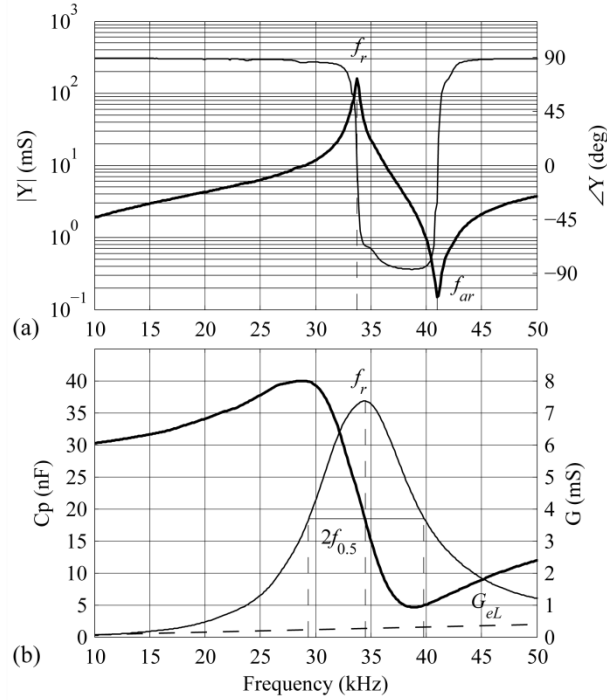 10³
10²
10¹
10⁰
10⁻¹
|Y| (mS)
f_r
90
45
0
−45
−90
∠Y (deg)
f_ar
(a)
10 15 20 25 30 35 40 45 50
40
35
30
25
20
15
10
5
0
Cp (nF)
f_r
2f_0.5
G_eL
8
7
6
5
4
3
2
1
0
G (mS)
(b)
10 15 20 25 30 35 40 45 50
Frequency (kHz)